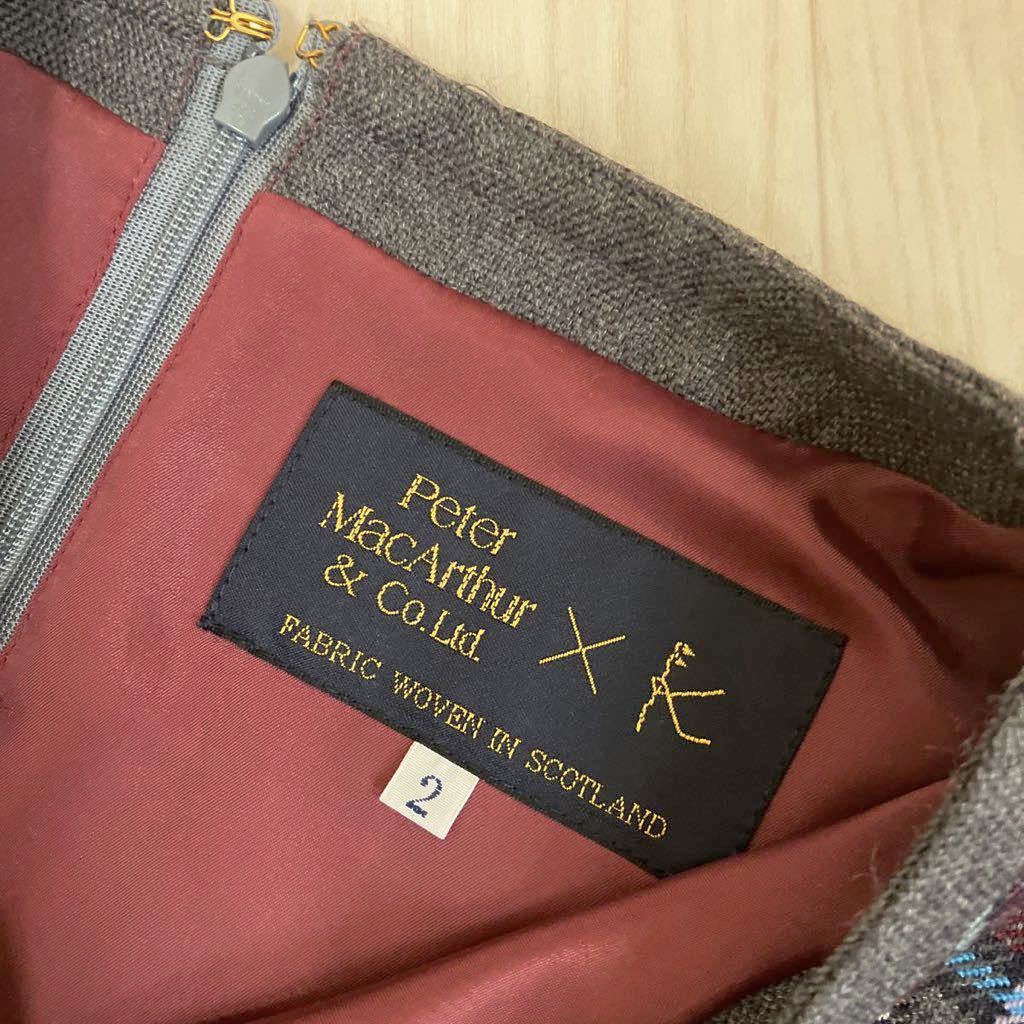 Peter
MacArthur
& Co.Ltd.
×
K
FABRIC WOVEN IN SCOTLAND
2